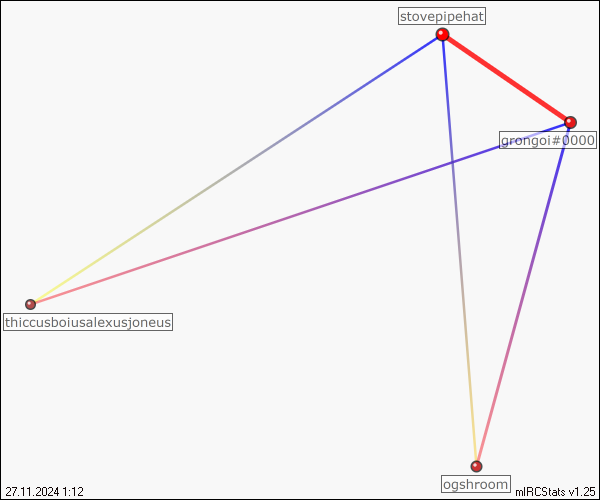 stovepipehat
grongoi#0000
thiccusboiusalexusjoneus
ogshroom
27.11.2024 1:12
mIRCStats v1.25